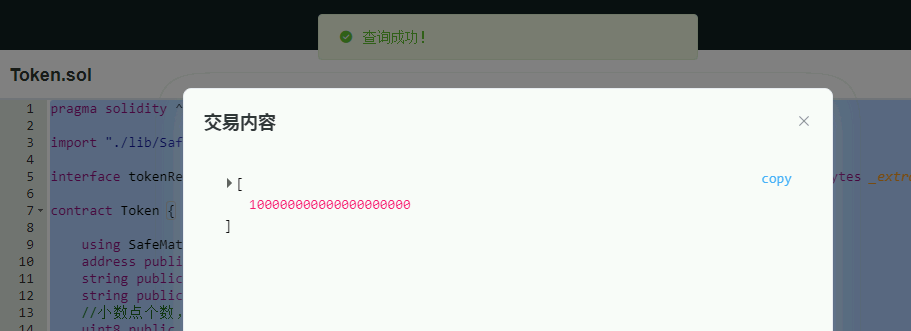 查询成功!
Token.sol
交易内容
1 pragma solidity ^
2
3 import "./lib/Saf
4
5 interface tokenRe
ytes _extra
6
7 contract Token {
8
9 using SafeMat
10 address publi
11 string public
12 string public
13 //小数点个数,
14 uint8 public
[
copy
100000000000000000000
]